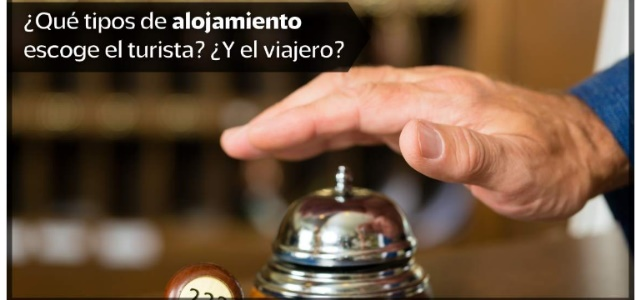 ¿Qué tipos de alojamiento
escoge el turista? ¿Y el viajero?